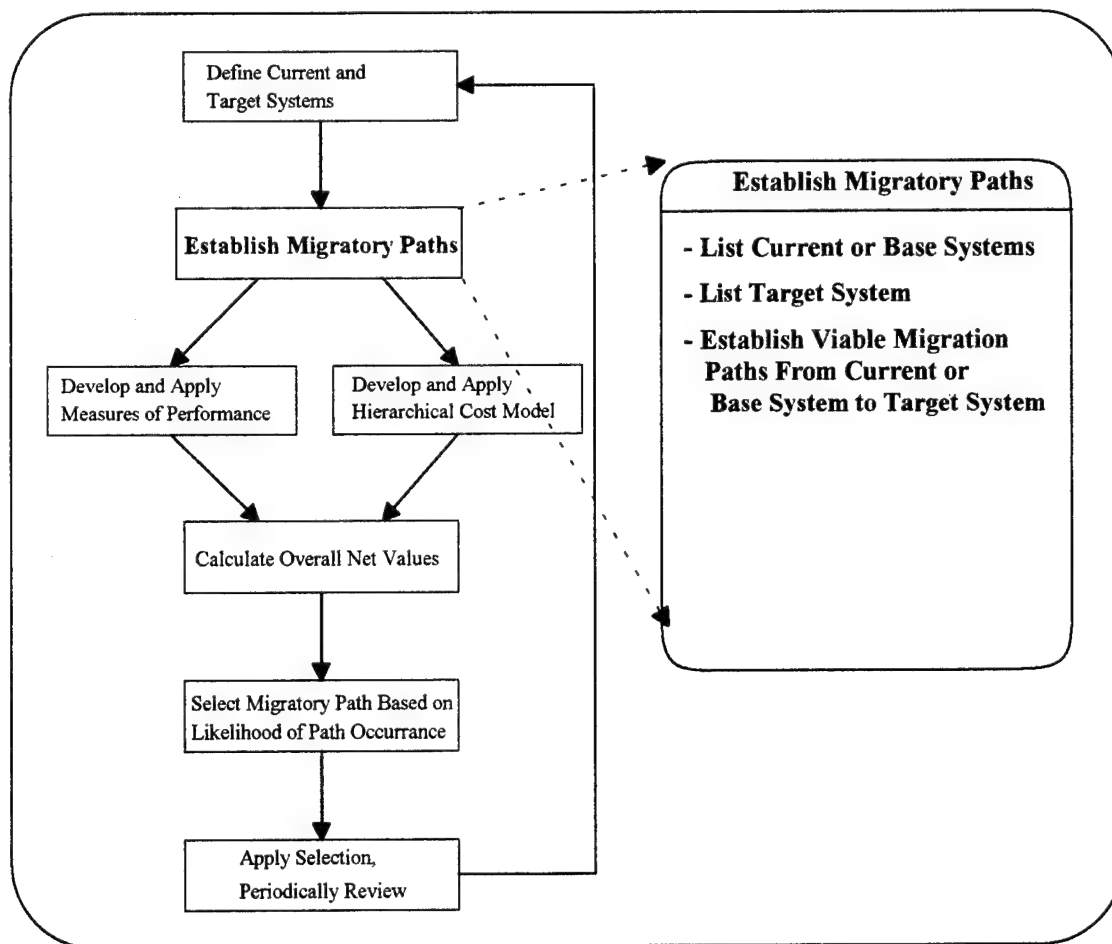 Define Current and
Target Systems
Establish Migratory Paths
Develop and Apply
Measures of Performance
Develop and Apply
Hierarchical Cost Model
Calculate Overall Net Values
Select Migratory Path Based on
Likelihood of Path Occurrance
Apply Selection,
Periodically Review
Establish Migratory Paths
- List Current or Base Systems
- List Target System
- Establish Viable Migration
Paths From Current or
Base System to Target System